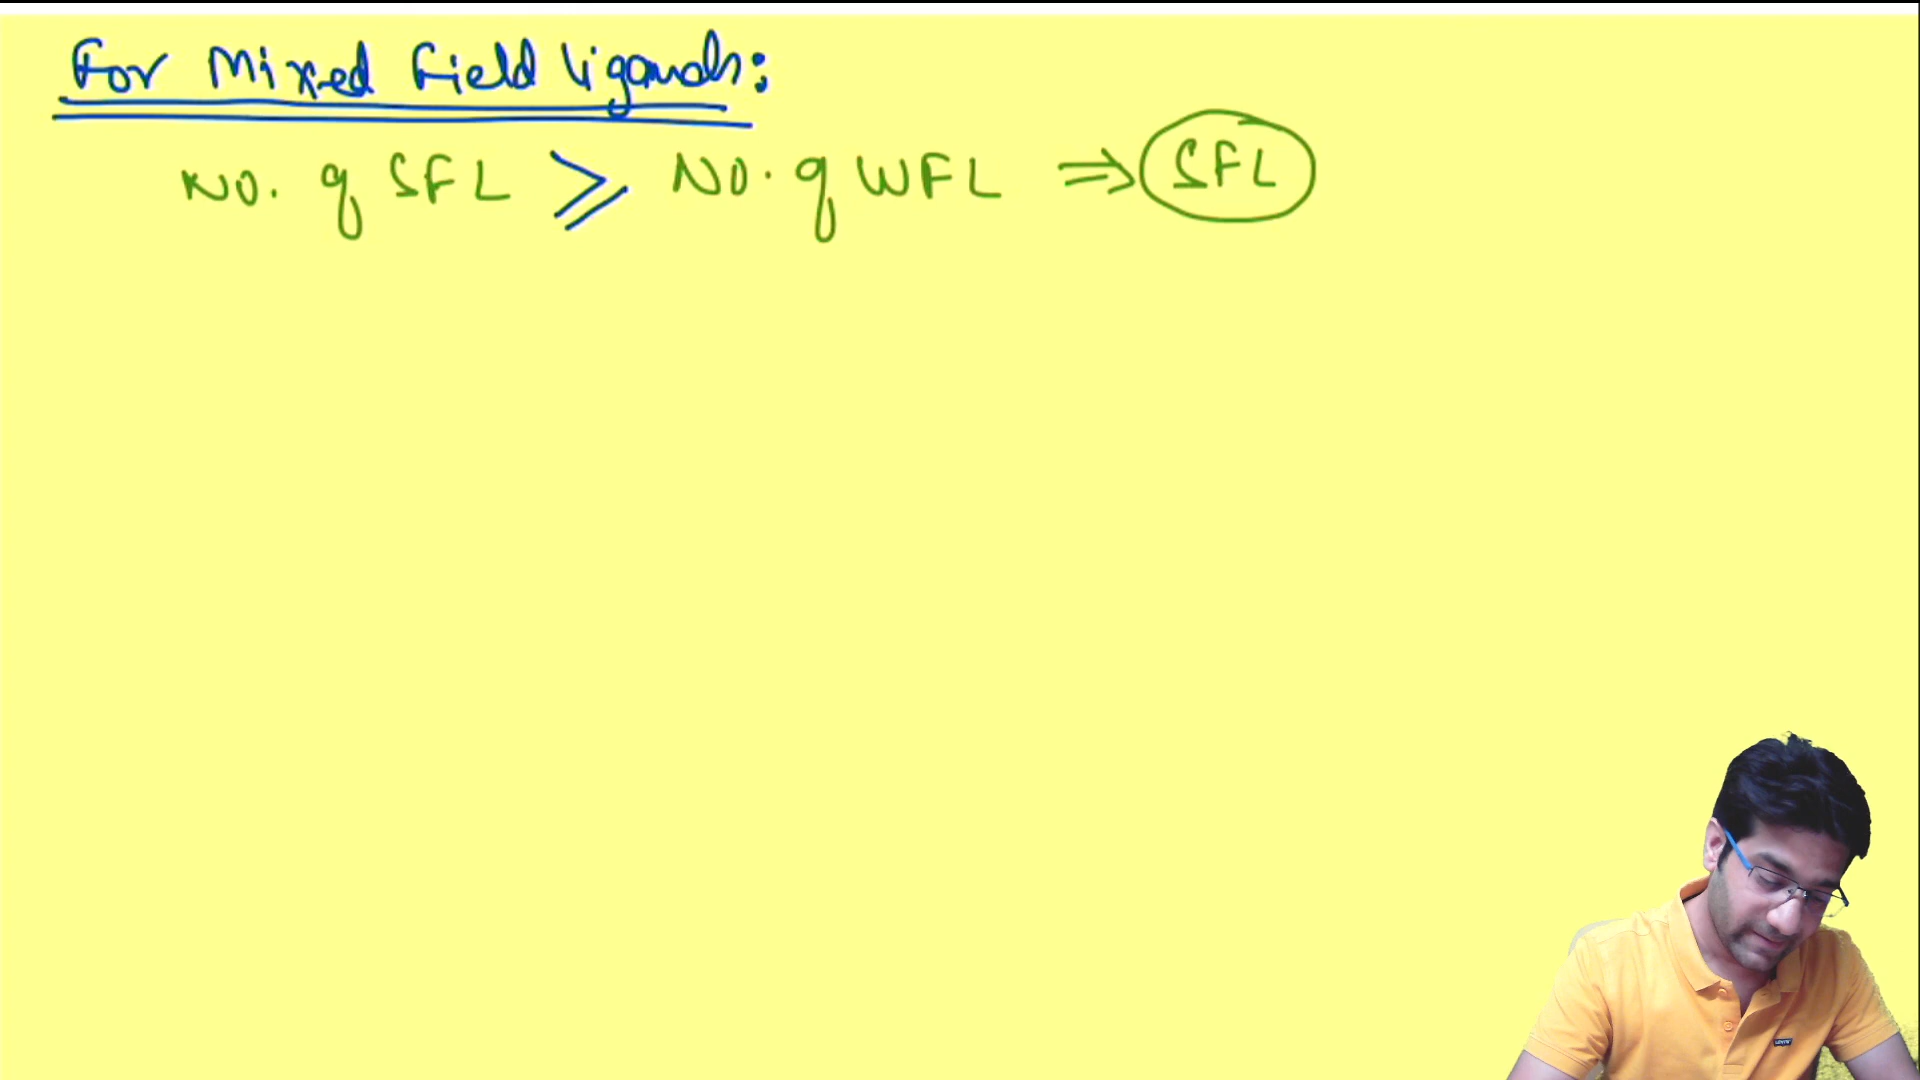 For Mixed Field ligands:
No. of SFL ⩾ No. of WFL ⇒ SFL